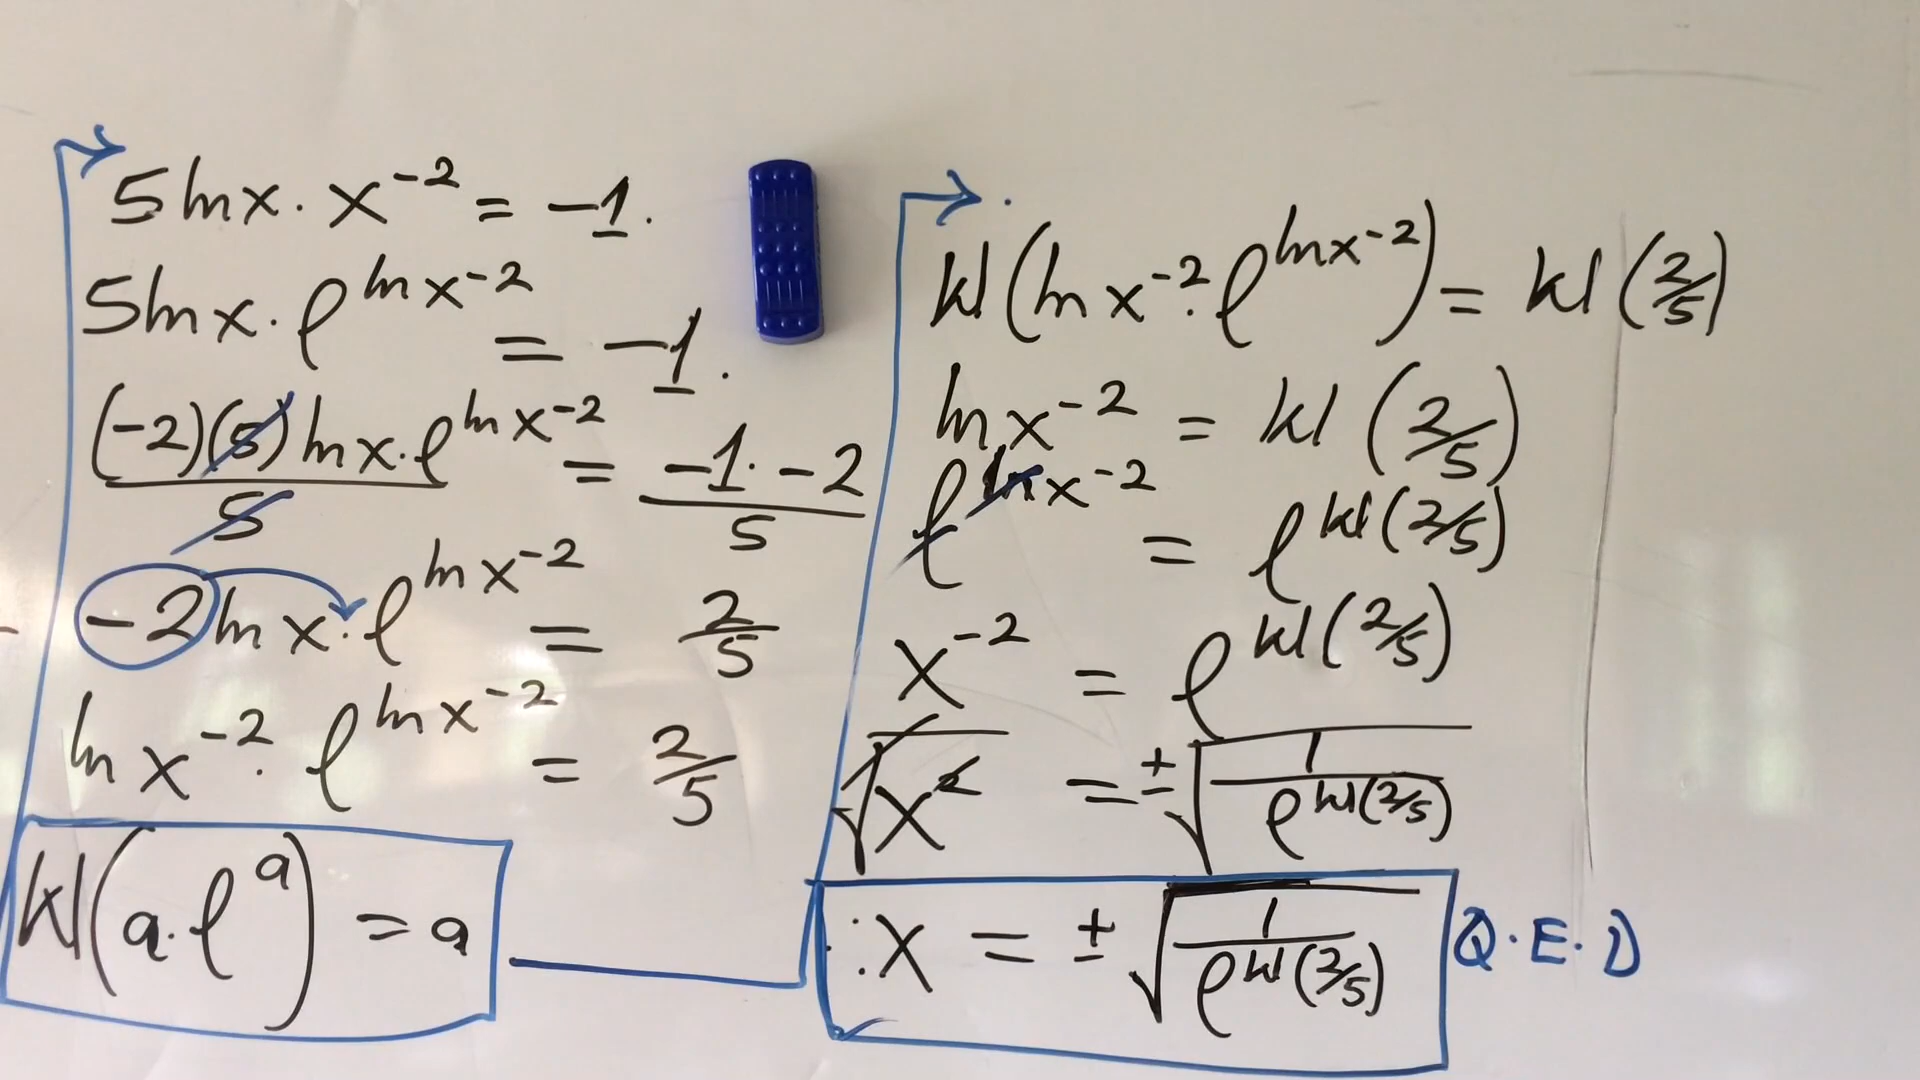 5 ln x · x^-2 = -1.
5 ln x · e^{ln x^-2} = -1.
(-2)(5) ln x · e^{ln x^-2} / 5 = -1 · -2 / 5
-2 ln x · e^{ln x^-2} = 2/5
ln x^-2 · e^{ln x^-2} = 2/5
W(a · e^a) = a
W(ln x^-2 · e^{ln x^-2}) = W(2/5)
ln x^-2 = W(2/5)
e^{ln x^-2} = e^{W(2/5)}
x^-2 = e^{W(2/5)}
√x^2 = ±√(1 / e^{W(2/5)})
∴ x = ±√(1 / e^{W(2/5)}) Q.E.D